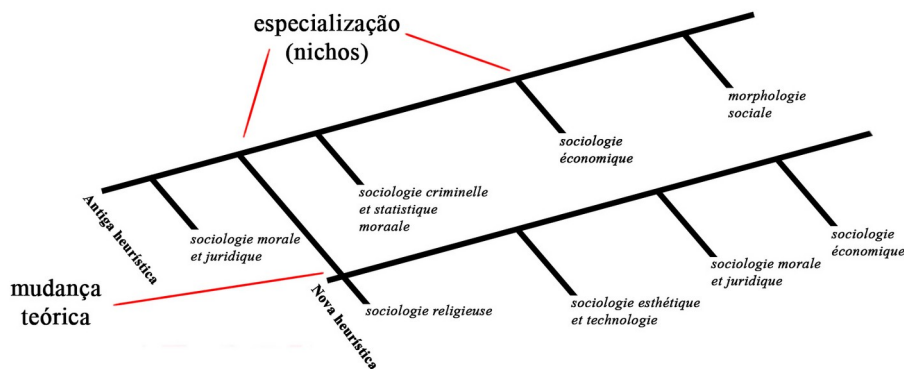 especialização
(nichos)
morphologie
sociale
sociologie
économique
sociologie criminelle
et statistique
moraale
Antiga heurística
sociologie morale
et juridique
sociologie
économique
sociologie morale
et juridique
mudança
teórica
Nova heurística
sociologie religieuse
sociologie esthétique
et technologie